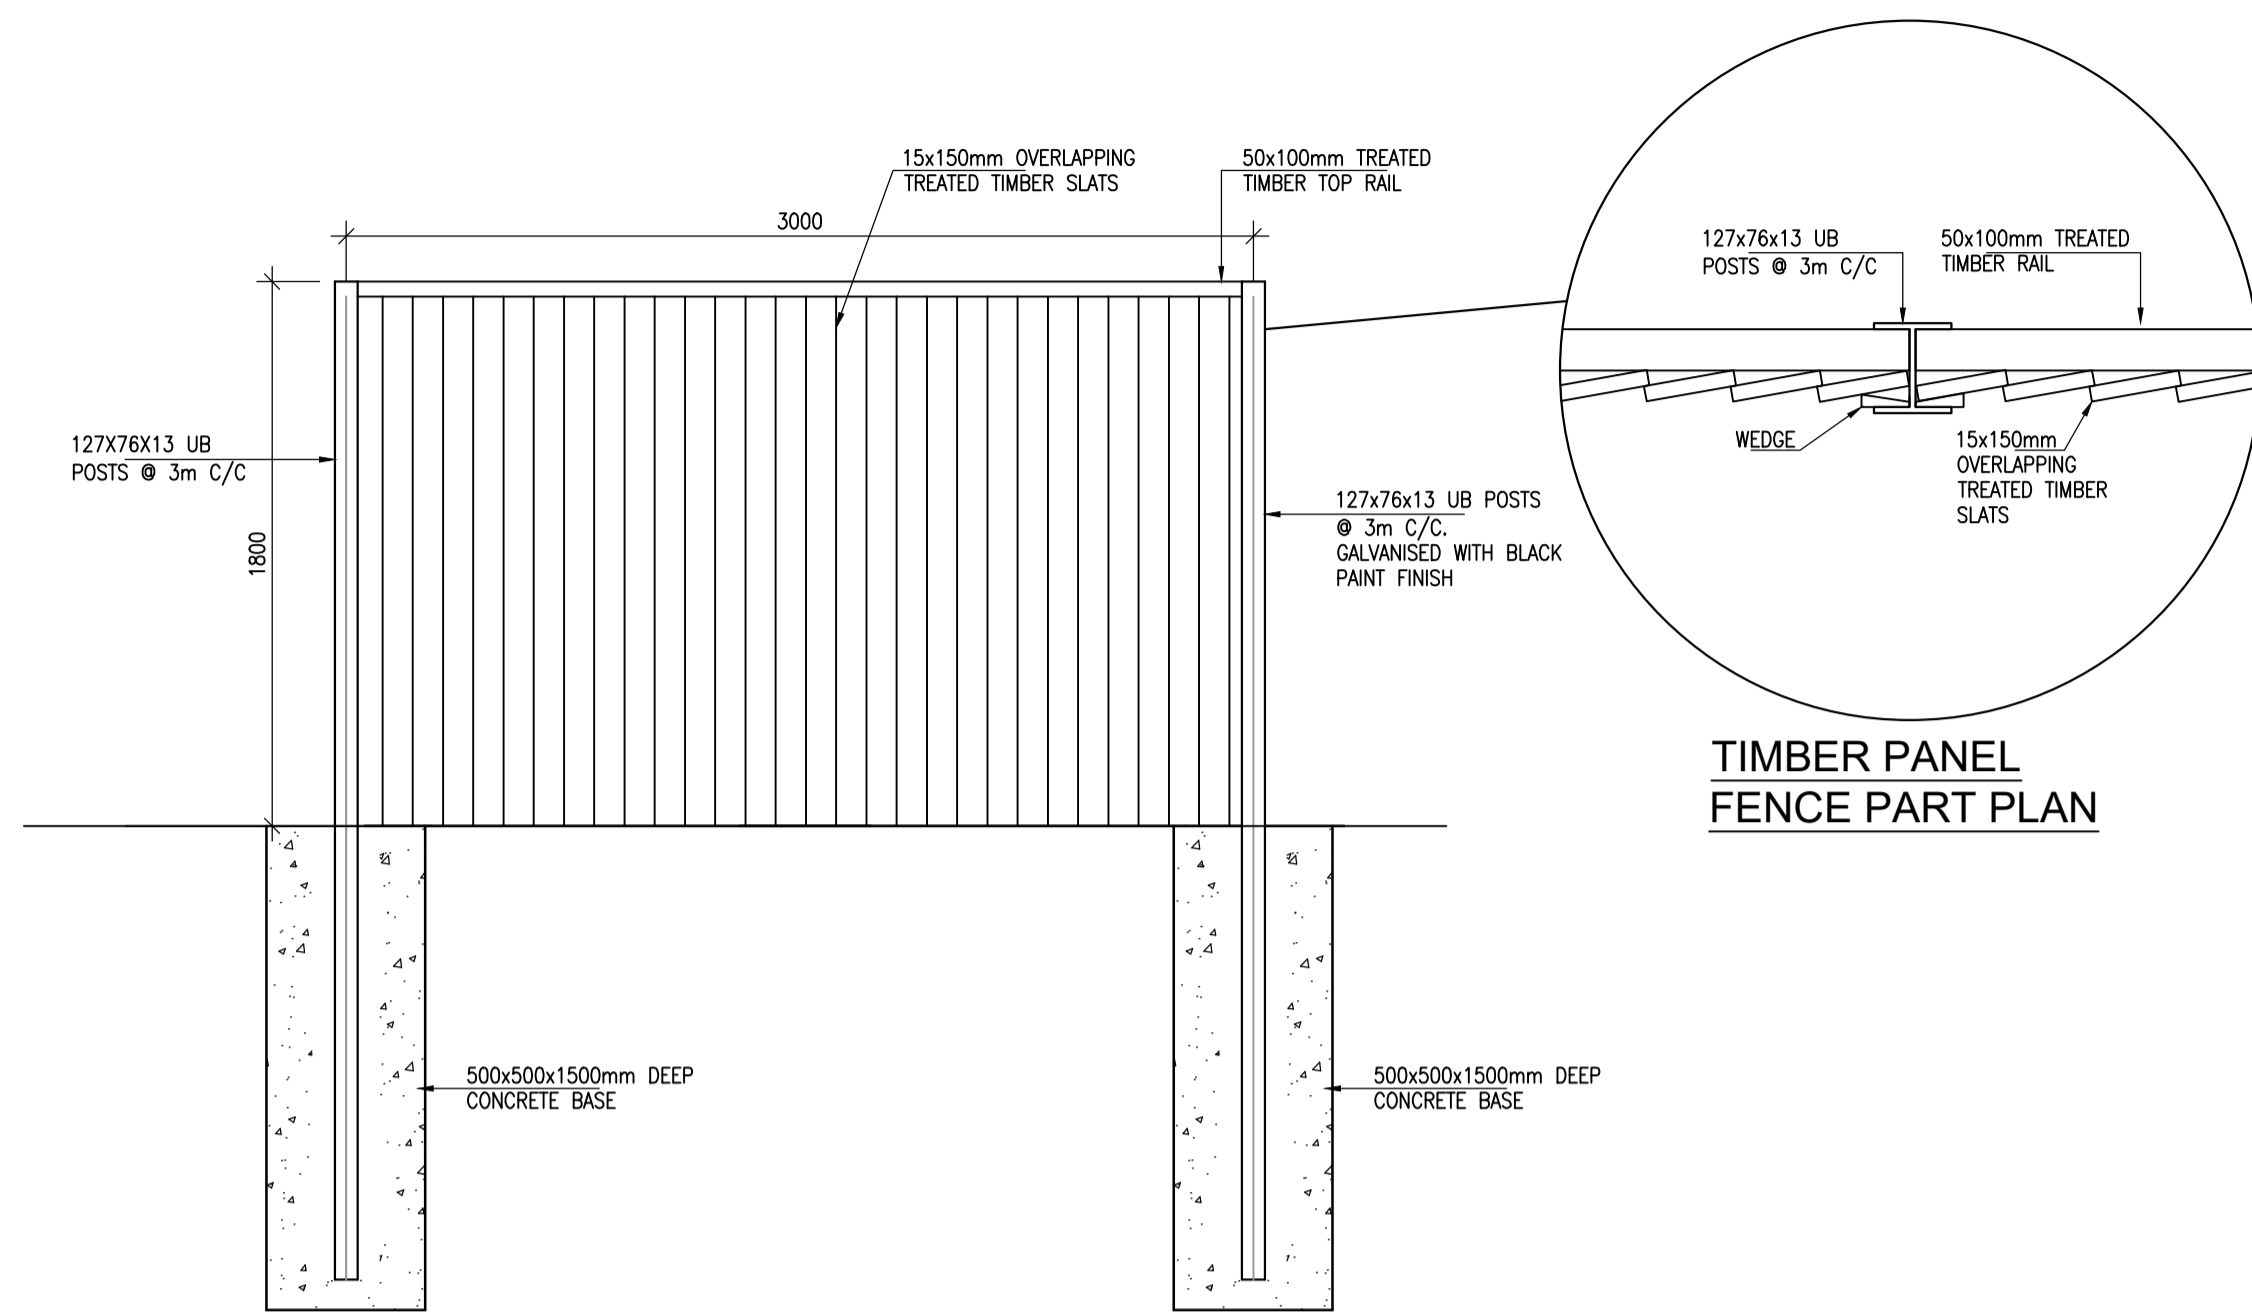 15x150mm OVERLAPPING
TREATED TIMBER SLATS
50x100mm TREATED
TIMBER TOP RAIL
3000
127X76X13 UB
POSTS @ 3m C/C
1800
127x76x13 UB POSTS
@ 3m C/C.
GALVANISED WITH BLACK
PAINT FINISH
500x500x1500mm DEEP
CONCRETE BASE
500x500x1500mm DEEP
CONCRETE BASE
127x76x13 UB
POSTS @ 3m C/C
50x100mm TREATED
TIMBER RAIL
WEDGE
15x150mm
OVERLAPPING
TREATED TIMBER
SLATS
TIMBER PANEL
FENCE PART PLAN